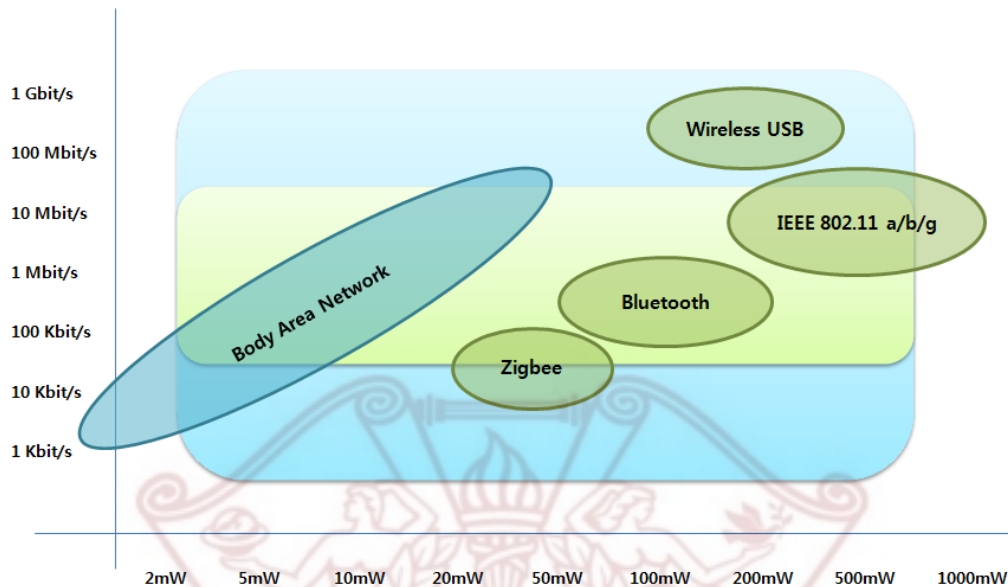 1 Gbit/s
Wireless USB
100 Mbit/s
10 Mbit/s
IEEE 802.11 a/b/g
1 Mbit/s
Body Area Network
Bluetooth
100 Kbit/s
Zigbee
10 Kbit/s
1 Kbit/s
2mW 5mW 10mW 20mW 50mW 100mW 200mW 500mW 1000mW